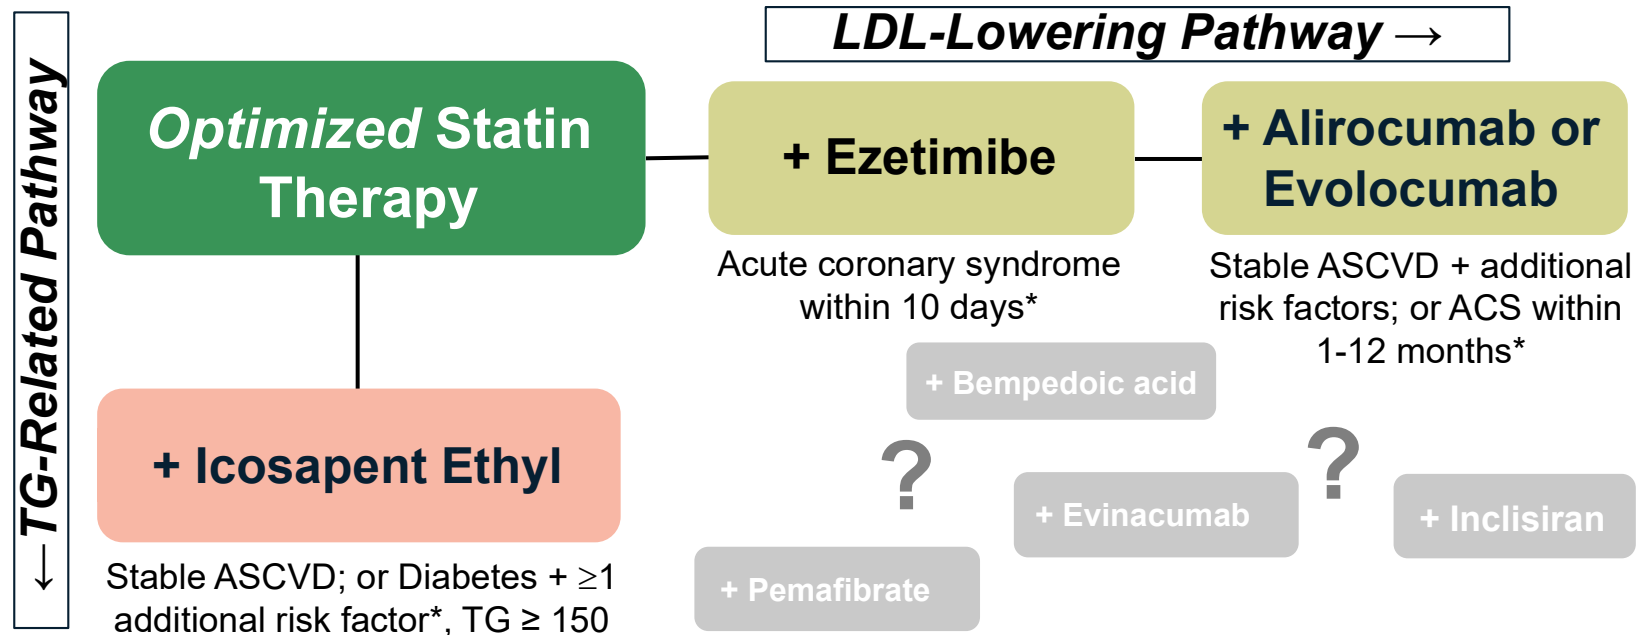 LDL-Lowering Pathway →
←TG-Related Pathway
Optimized Statin
Therapy
+ Ezetimibe
+ Alirocumab or
Evolocumab
Acute coronary syndrome
within 10 days*
Stable ASCVD + additional
risk factors; or ACS within
1-12 months*
+ Bempedoic acid
+ Icosapent Ethyl
?
?
+ Evinacumab
+ Inclisiran
+ Pemafibrate
Stable ASCVD; or Diabetes + ≥1
additional risk factor*, TG ≥ 150